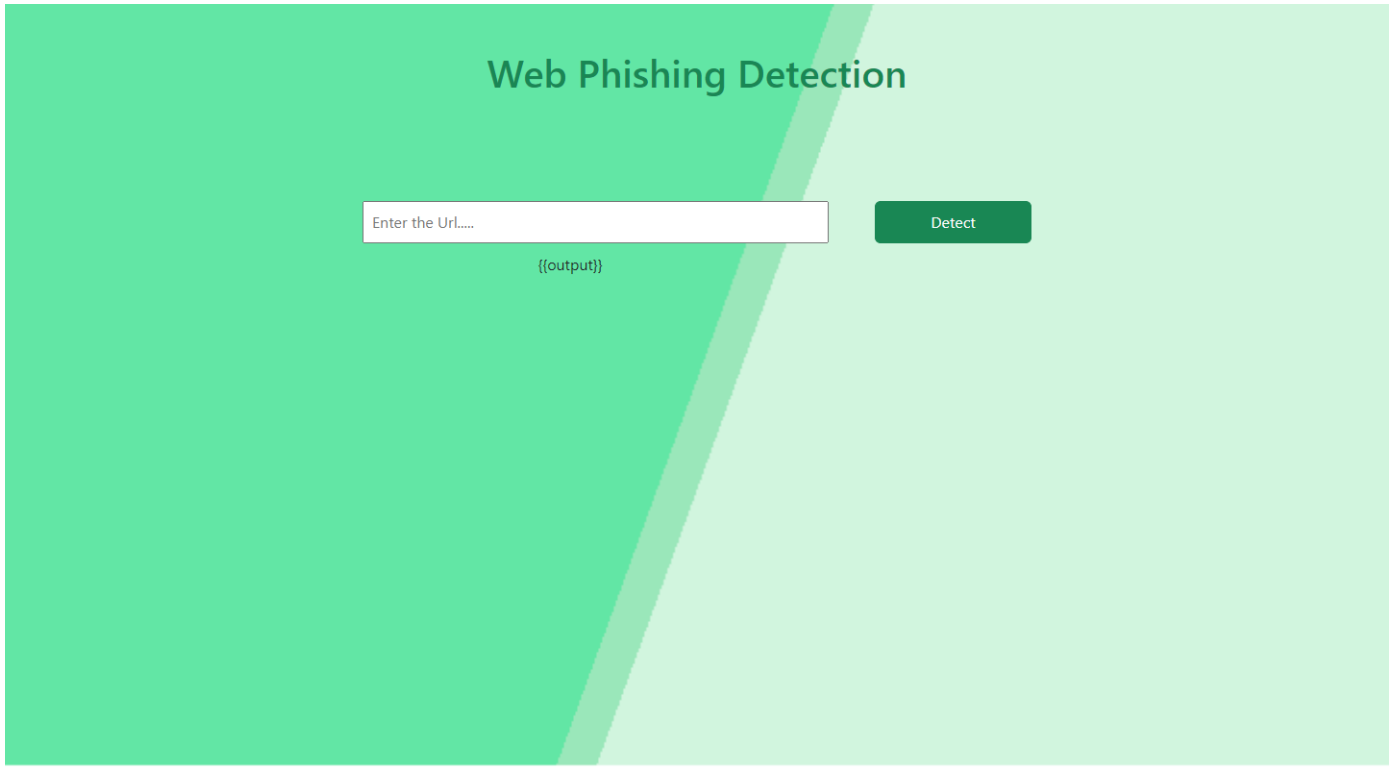 Web Phishing Detection
Enter the Url.....
Detect
{{output}}